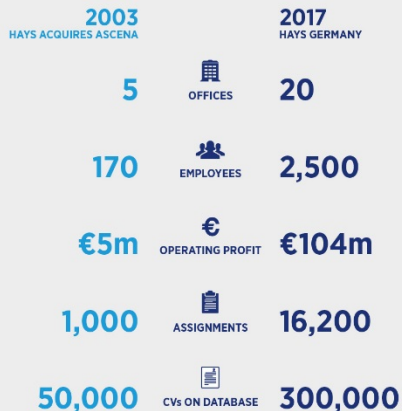 2003
HAYS ACQUIRES ASCENA
2017
HAYS GERMANY
5
OFFICES
20
170
EMPLOYEES
2,500
€
€5m
OPERATING PROFIT
€104m
1,000
ASSIGNMENTS
16,200
50,000
CVs ON DATABASE
300,000